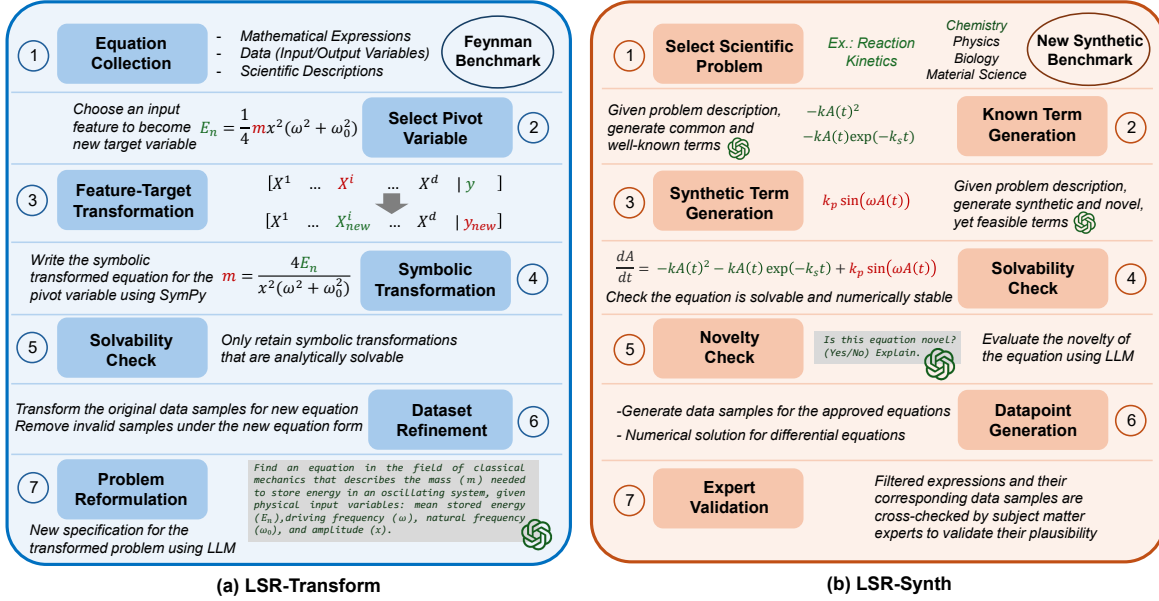 1
Equation
Collection
- Mathematical Expressions
- Data (Input/Output Variables)
- Scientific Descriptions
Feynman
Benchmark
Choose an input
feature to become
new target variable
E_n = \frac{1}{4} m x^2 (ω^2 + ω_0^2)
Select Pivot
Variable
2
3
Feature-Target
Transformation
[X^1 ... X^i ... X^d | y ]
[X^1 ... X^i_{new} ... X^d | y_{new}]
Write the symbolic
transformed equation for the
pivot variable using SymPy
m = \frac{4E_n}{x^2(ω^2 + ω_0^2)}
Symbolic
Transformation
4
5
Solvability
Check
Only retain symbolic transformations
that are analytically solvable
Transform the original data samples for new equation
Remove invalid samples under the new equation form
Dataset
Refinement
6
7
Problem
Reformulation
New specification for the
transformed problem using LLM
Find an equation in the field of classical
mechanics that describes the mass (m) needed
to store energy in an oscillating system, given
physical input variables: mean stored energy
(E_n),driving frequency (ω), natural frequency
(ω_0), and amplitude (x).
(a) LSR-Transform
1
Select Scientific
Problem
Ex.: Reaction
Kinetics
Chemistry
Physics
Biology
Material Science
New Synthetic
Benchmark
Given problem description,
generate common and
well-known terms
-kA(t)^2
-kA(t)exp(-k_s t)
Known Term
Generation
2
3
Synthetic Term
Generation
k_p sin(ωA(t))
Given problem description,
generate synthetic and novel,
yet feasible terms
\frac{dA}{dt} = -kA(t)^2 - kA(t) exp(-k_s t) + k_p sin(ωA(t))
Check the equation is solvable and numerically stable
Solvability
Check
4
5
Novelty
Check
Is this equation novel?
(Yes/No) Explain.
Evaluate the novelty of
the equation using LLM
-Generate data samples for the approved equations
- Numerical solution for differential equations
Datapoint
Generation
6
7
Expert
Validation
Filtered expressions and their
corresponding data samples are
cross-checked by subject matter
experts to validate their plausibility
(b) LSR-Synth